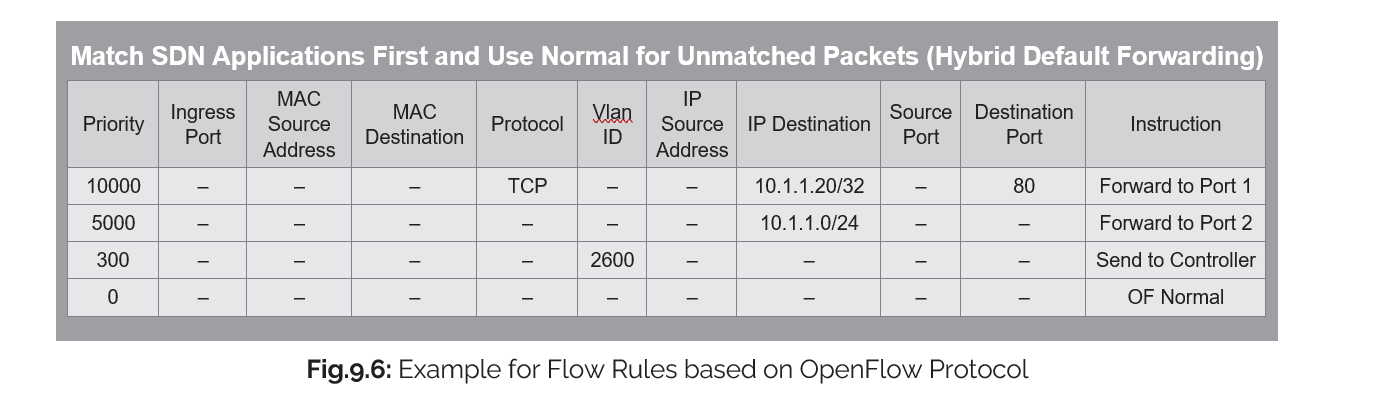 Match SDN Applications First and Use Normal for Unmatched Packets (Hybrid Default Forwarding)
Priority Ingress Port MAC Source Address MAC Destination Protocol Vlan ID IP Source Address IP Destination Source Port Destination Port Instruction
10000 – – – TCP – – 10.1.1.20/32 – 80 Forward to Port 1
5000 – – – – – – 10.1.1.0/24 – – Forward to Port 2
300 – – – – 2600 – – – – Send to Controller
0 – – – – – – – – – OF Normal
Fig.9.6: Example for Flow Rules based on OpenFlow Protocol